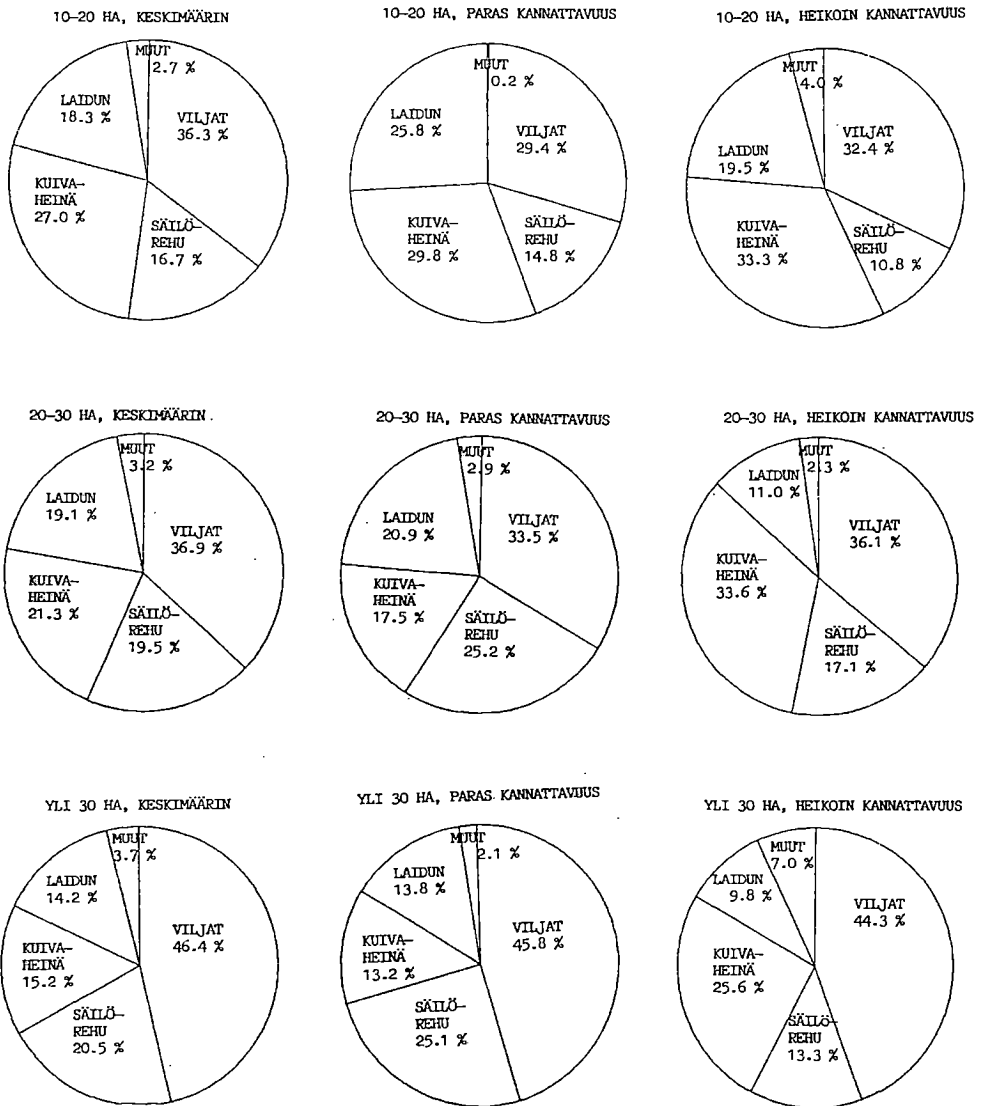 10-20 HA, KESKIMÄÄRIN
MUUT
2.7 %
LAIDUN
18.3 %
VILJAT
36.3 %
KUIVA-
HEINÄ
27.0 %
SÄILÖ-
REHU
16.7 %
10-20 HA, PARAS KANNATTAVUUS
MUUT
0.2 %
LAIDUN
25.8 %
VILJAT
29.4 %
KUIVA-
HEINÄ
29.8 %
SÄILÖ-
REHU
14.8 %
10-20 HA, HEIKOIN KANNATTAVUUS
MUUT
4.0 %
LAIDUN
19.5 %
VILJAT
32.4 %
KUIVA-
HEINÄ
33.3 %
SÄILÖ-
REHU
10.8 %
20-30 HA, KESKIMÄÄRIN
MUUT
3.2 %
LAIDUN
19.1 %
VILJAT
36.9 %
KUIVA-
HEINÄ
21.3 %
SÄILÖ-
REHU
19.5 %
20-30 HA, PARAS KANNATTAVUUS
MUUT
2.9 %
LAIDUN
20.9 %
VILJAT
33.5 %
KUIVA-
HEINÄ
17.5 %
SÄILÖ-
REHU
25.2 %
20-30 HA, HEIKOIN KANNATTAVUUS
MUUT
2.3 %
LAIDUN
11.0 %
VILJAT
36.1 %
KUIVA-
HEINÄ
33.6 %
SÄILÖ-
REHU
17.1 %
YLI 30 HA, KESKIMÄÄRIN
MUUT
3.7 %
LAIDUN
14.2 %
VILJAT
46.4 %
KUIVA-
HEINÄ
15.2 %
SÄILÖ-
REHU
20.5 %
YLI 30 HA, PARAS KANNATTAVUUS
MUUT
2.1 %
LAIDUN
13.8 %
VILJAT
45.8 %
KUIVA-
HEINÄ
13.2 %
SÄILÖ-
REHU
25.1 %
YLI 30 HA, HEIKOIN KANNATTAVUUS
MUUT
7.0 %
LAIDUN
9.8 %
VILJAT
44.3 %
KUIVA-
HEINÄ
25.6 %
SÄILÖ-
REHU
13.3 %